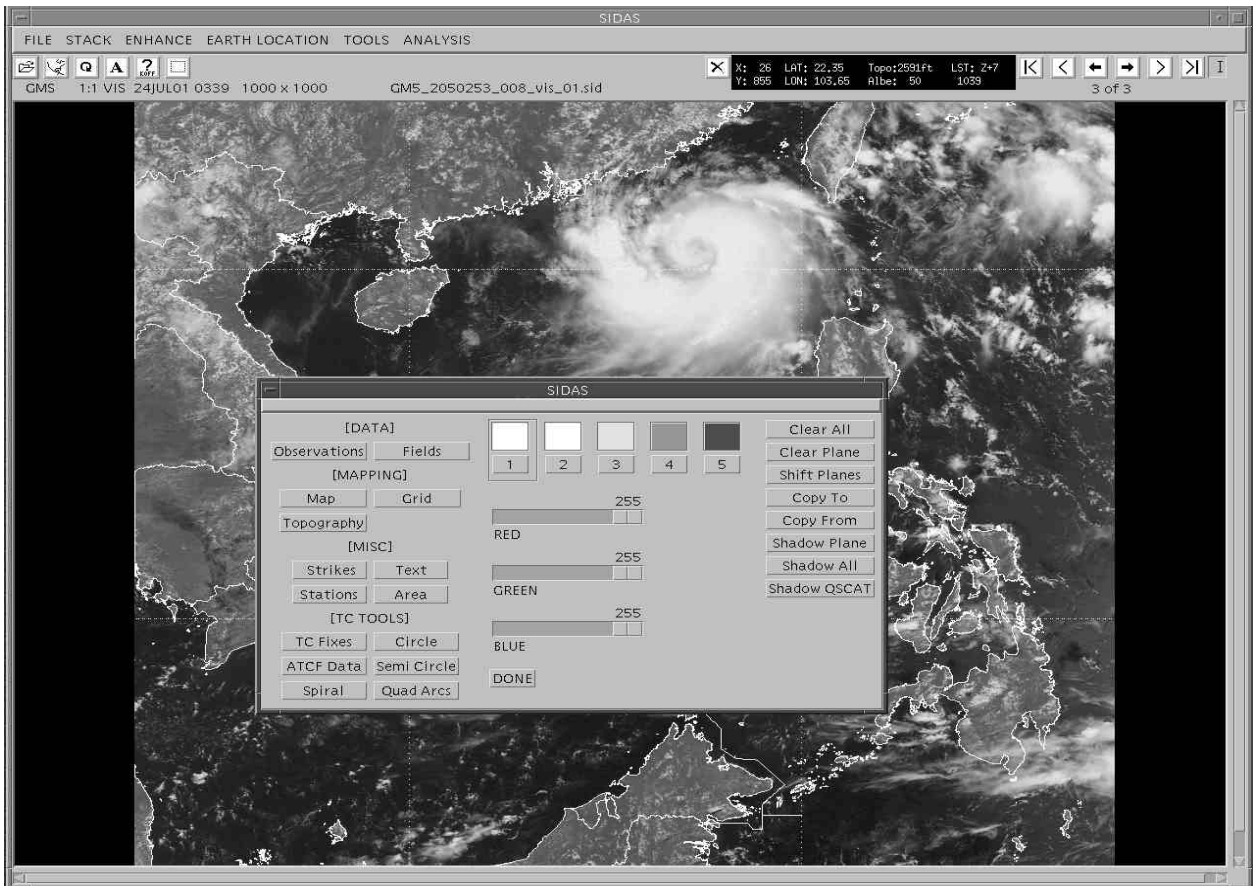 SIDAS
FILE STACK ENHANCE EARTH LOCATION TOOLS ANALYSIS
Q A ?
X: 26 LAT: 22.35 Topo:2591ft LST: Z+7
Y: 855 LON: 103.65 Albe: 50 1039
GMS 1:1 VIS 24JUL01 0339 1000 x 1000 GM5_2050253_008_vis_01.sid
3 of 3
SIDAS
[DATA]
Observations Fields
[MAPPING]
Map Grid
Topography
[MISC]
Strikes Text
Stations Area
[TC TOOLS]
TC Fixes Circle
ATCF Data Semi Circle
Spiral Quad Arcs
1 2 3 4 5
255
RED
255
GREEN
255
BLUE
DONE
Clear All
Clear Plane
Shift Planes
Copy To
Copy From
Shadow Plane
Shadow All
Shadow QSCAT